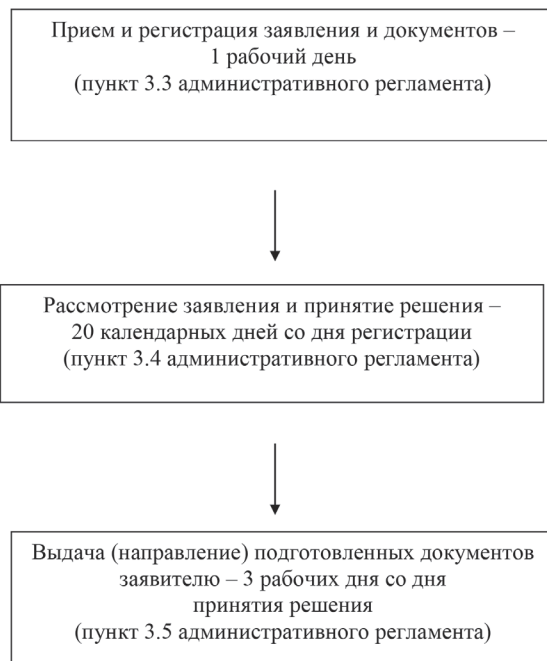 Прием и регистрация заявления и документов –
1 рабочий день
(пункт 3.3 административного регламента)
Рассмотрение заявления и принятие решения –
20 календарных дней со дня регистрации
(пункт 3.4 административного регламента)
Выдача (направление) подготовленных документов
заявителю – 3 рабочих дня со дня
принятия решения
(пункт 3.5 административного регламента)